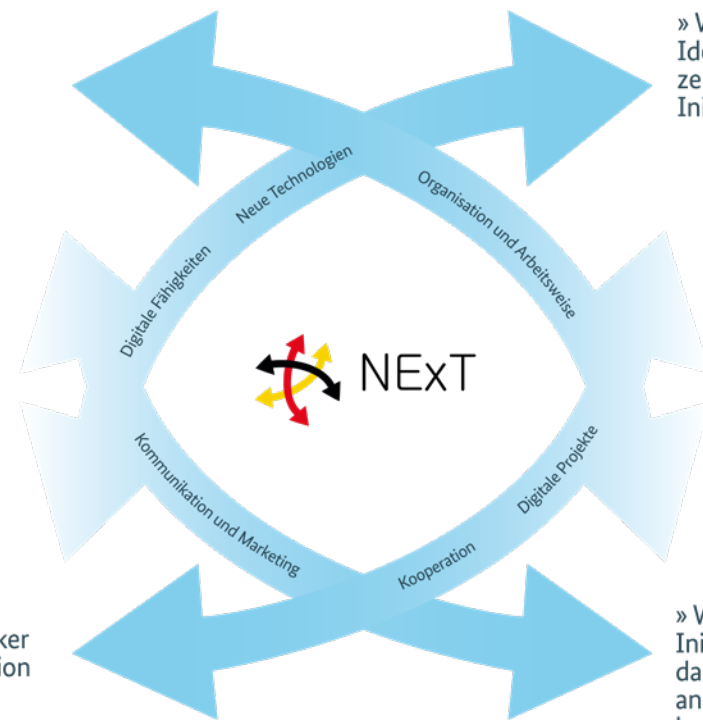 » W
Neue Technologien
Organisation und Arbeitsweise
Digitale Fähigkeiten
NExT
Digitale Projekte
Kommunikation und Marketing
Kooperation
» W